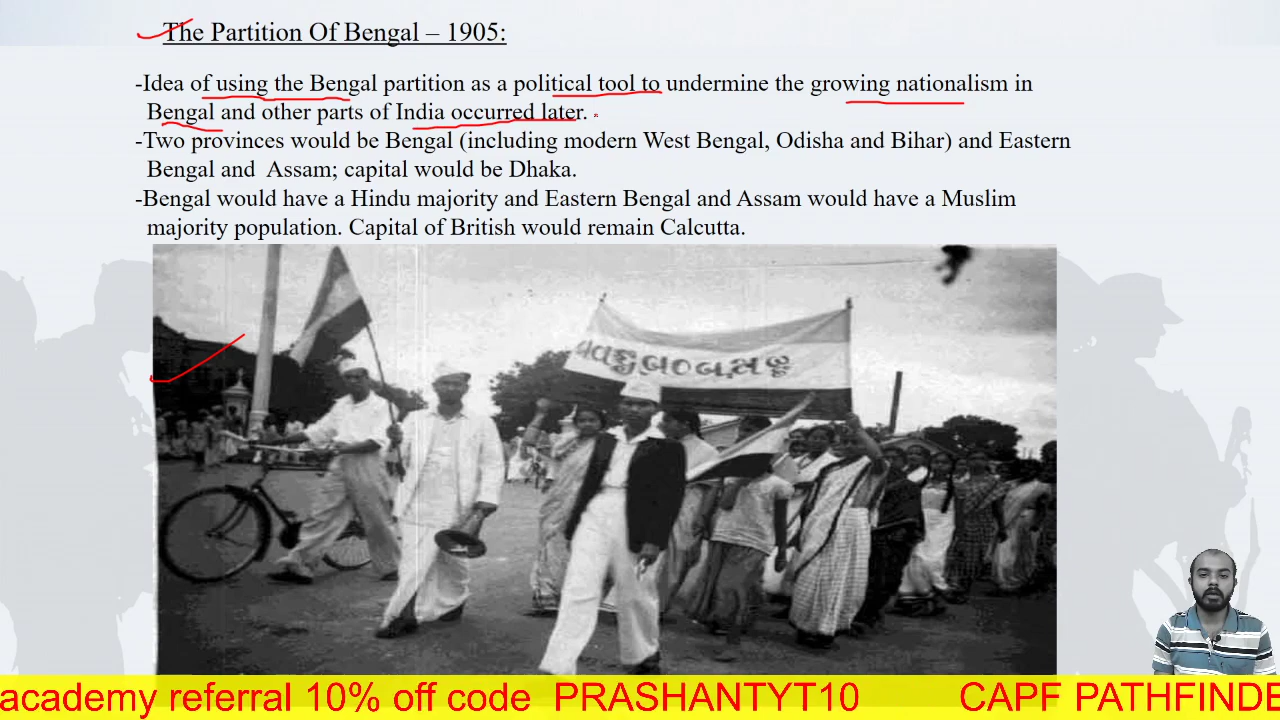 The Partition Of Bengal – 1905:
-Idea of using the Bengal partition as a political tool to undermine the growing nationalism in
Bengal and other parts of India occurred later.
-Two provinces would be Bengal (including modern West Bengal, Odisha and Bihar) and Eastern
Bengal and Assam; capital would be Dhaka.
-Bengal would have a Hindu majority and Eastern Bengal and Assam would have a Muslim
majority population. Capital of British would remain Calcutta.
academy referral 10% off code PRASHANTYT10 CAPF PATHFINDE